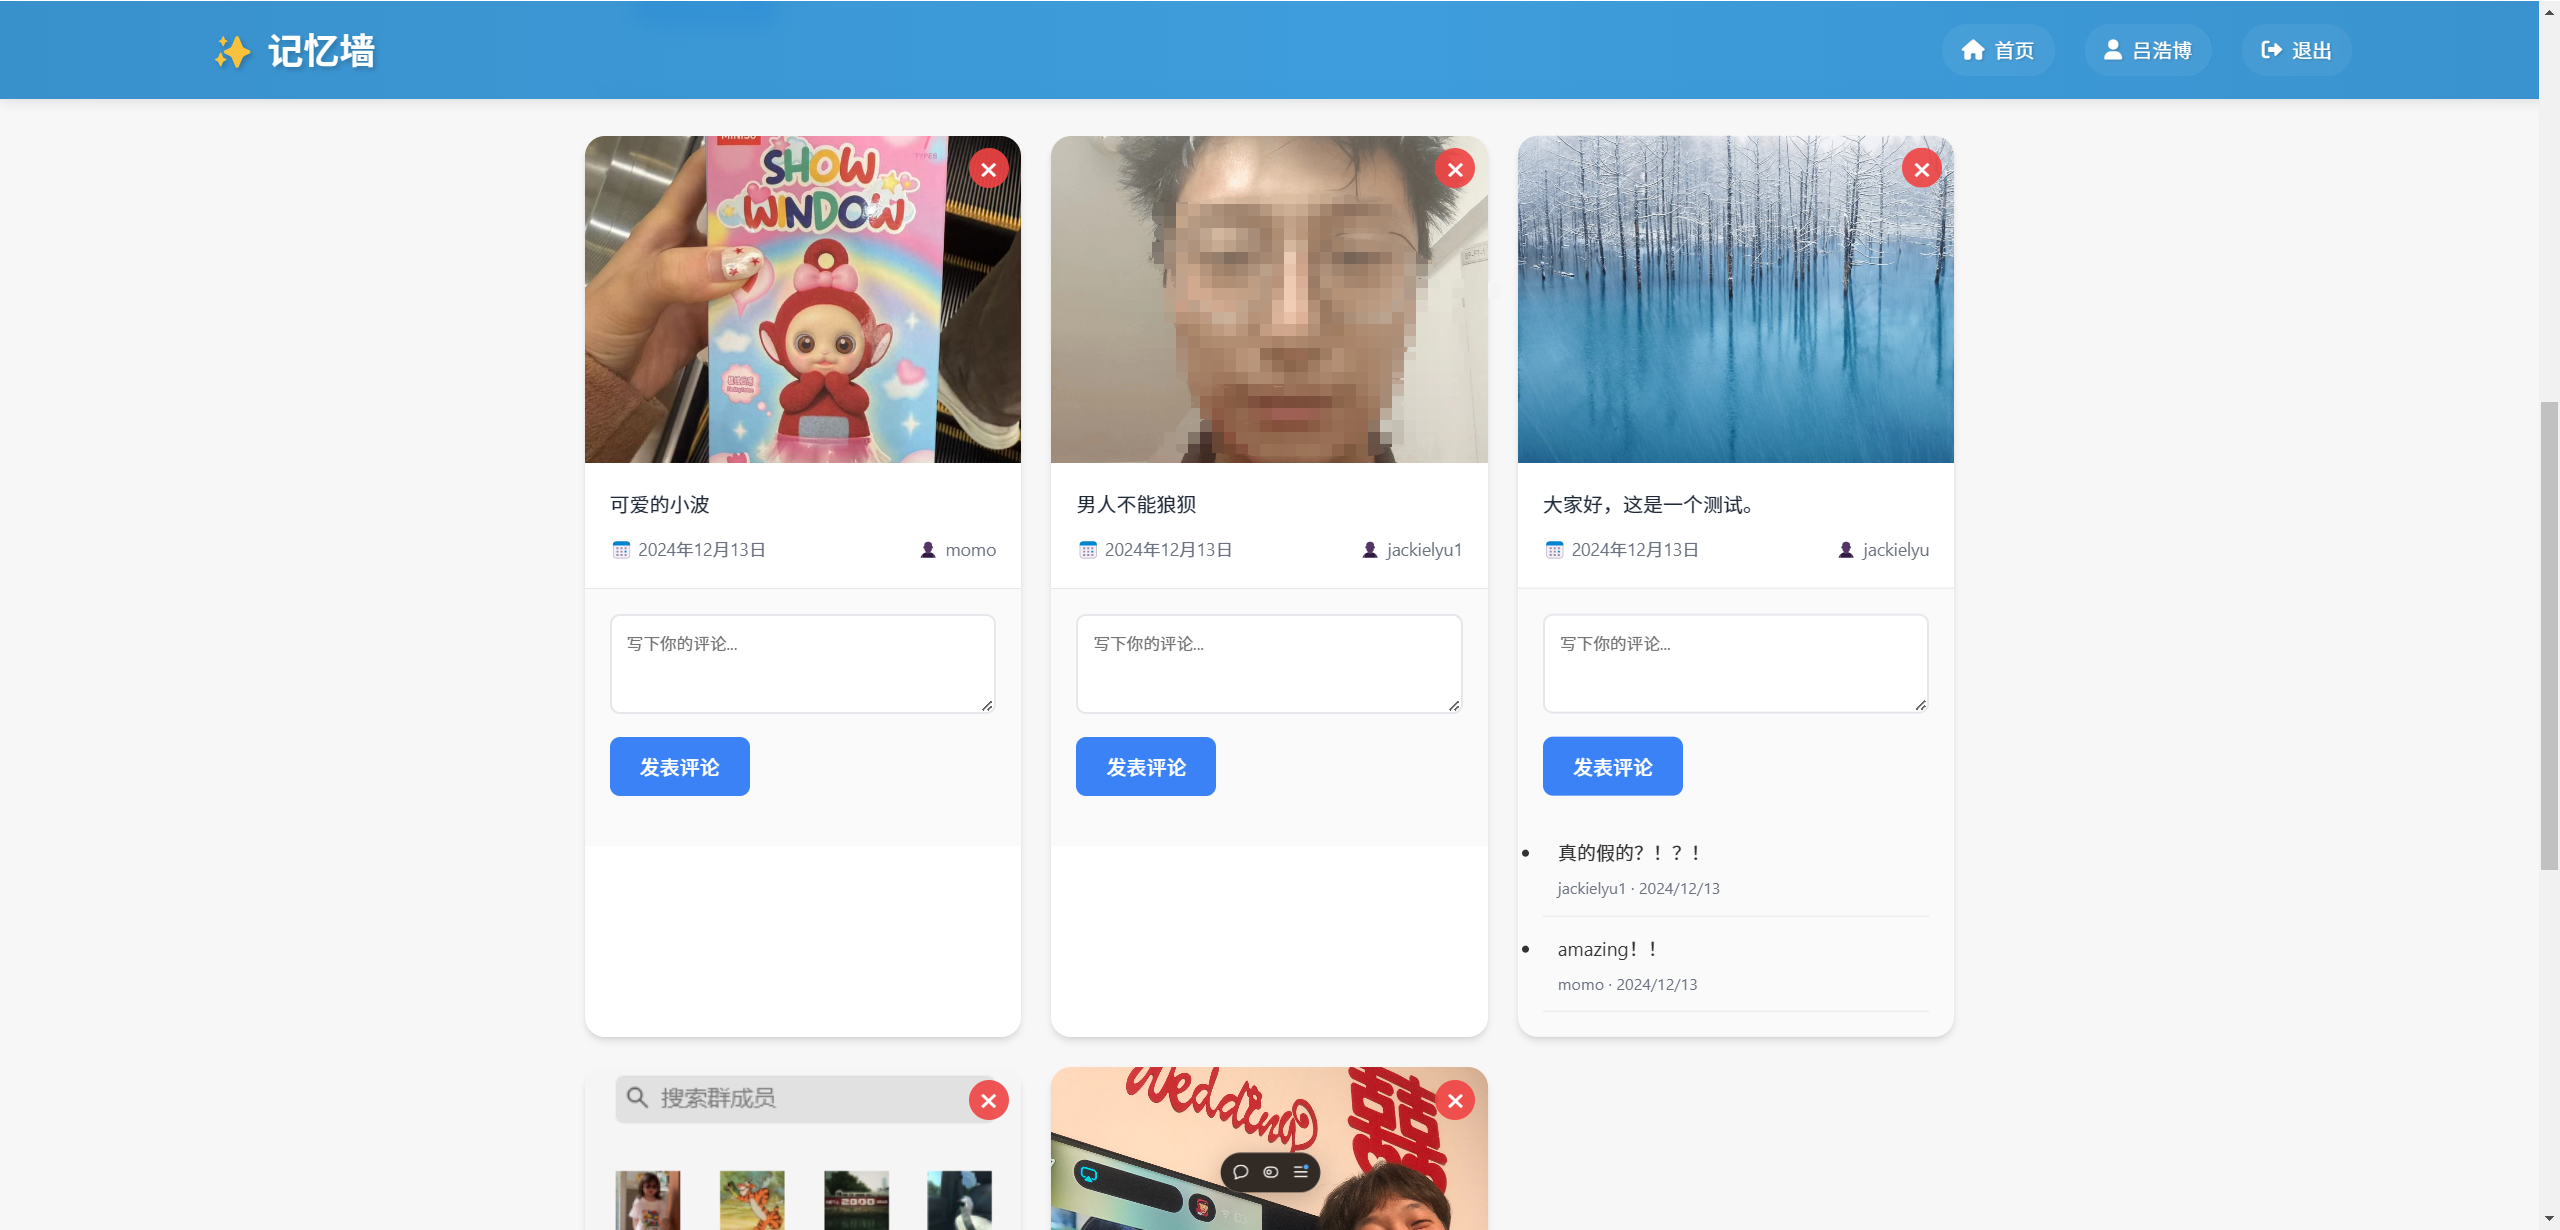 ✨ 记忆墙
首页
吕浩博
退出
MINISO
SHOW
WINDOW
TYPES
可爱的小波
2024年12月13日
momo
写下你的评论...
发表评论
男人不能狼狈
2024年12月13日
jackielyu1
写下你的评论...
发表评论
大家好，这是一个测试。
2024年12月13日
jackielyu
写下你的评论...
发表评论
真的假的？！？！
jackielyu1 · 2024/12/13
amazing！！
momo · 2024/12/13
搜索群成员
Wedding
囍